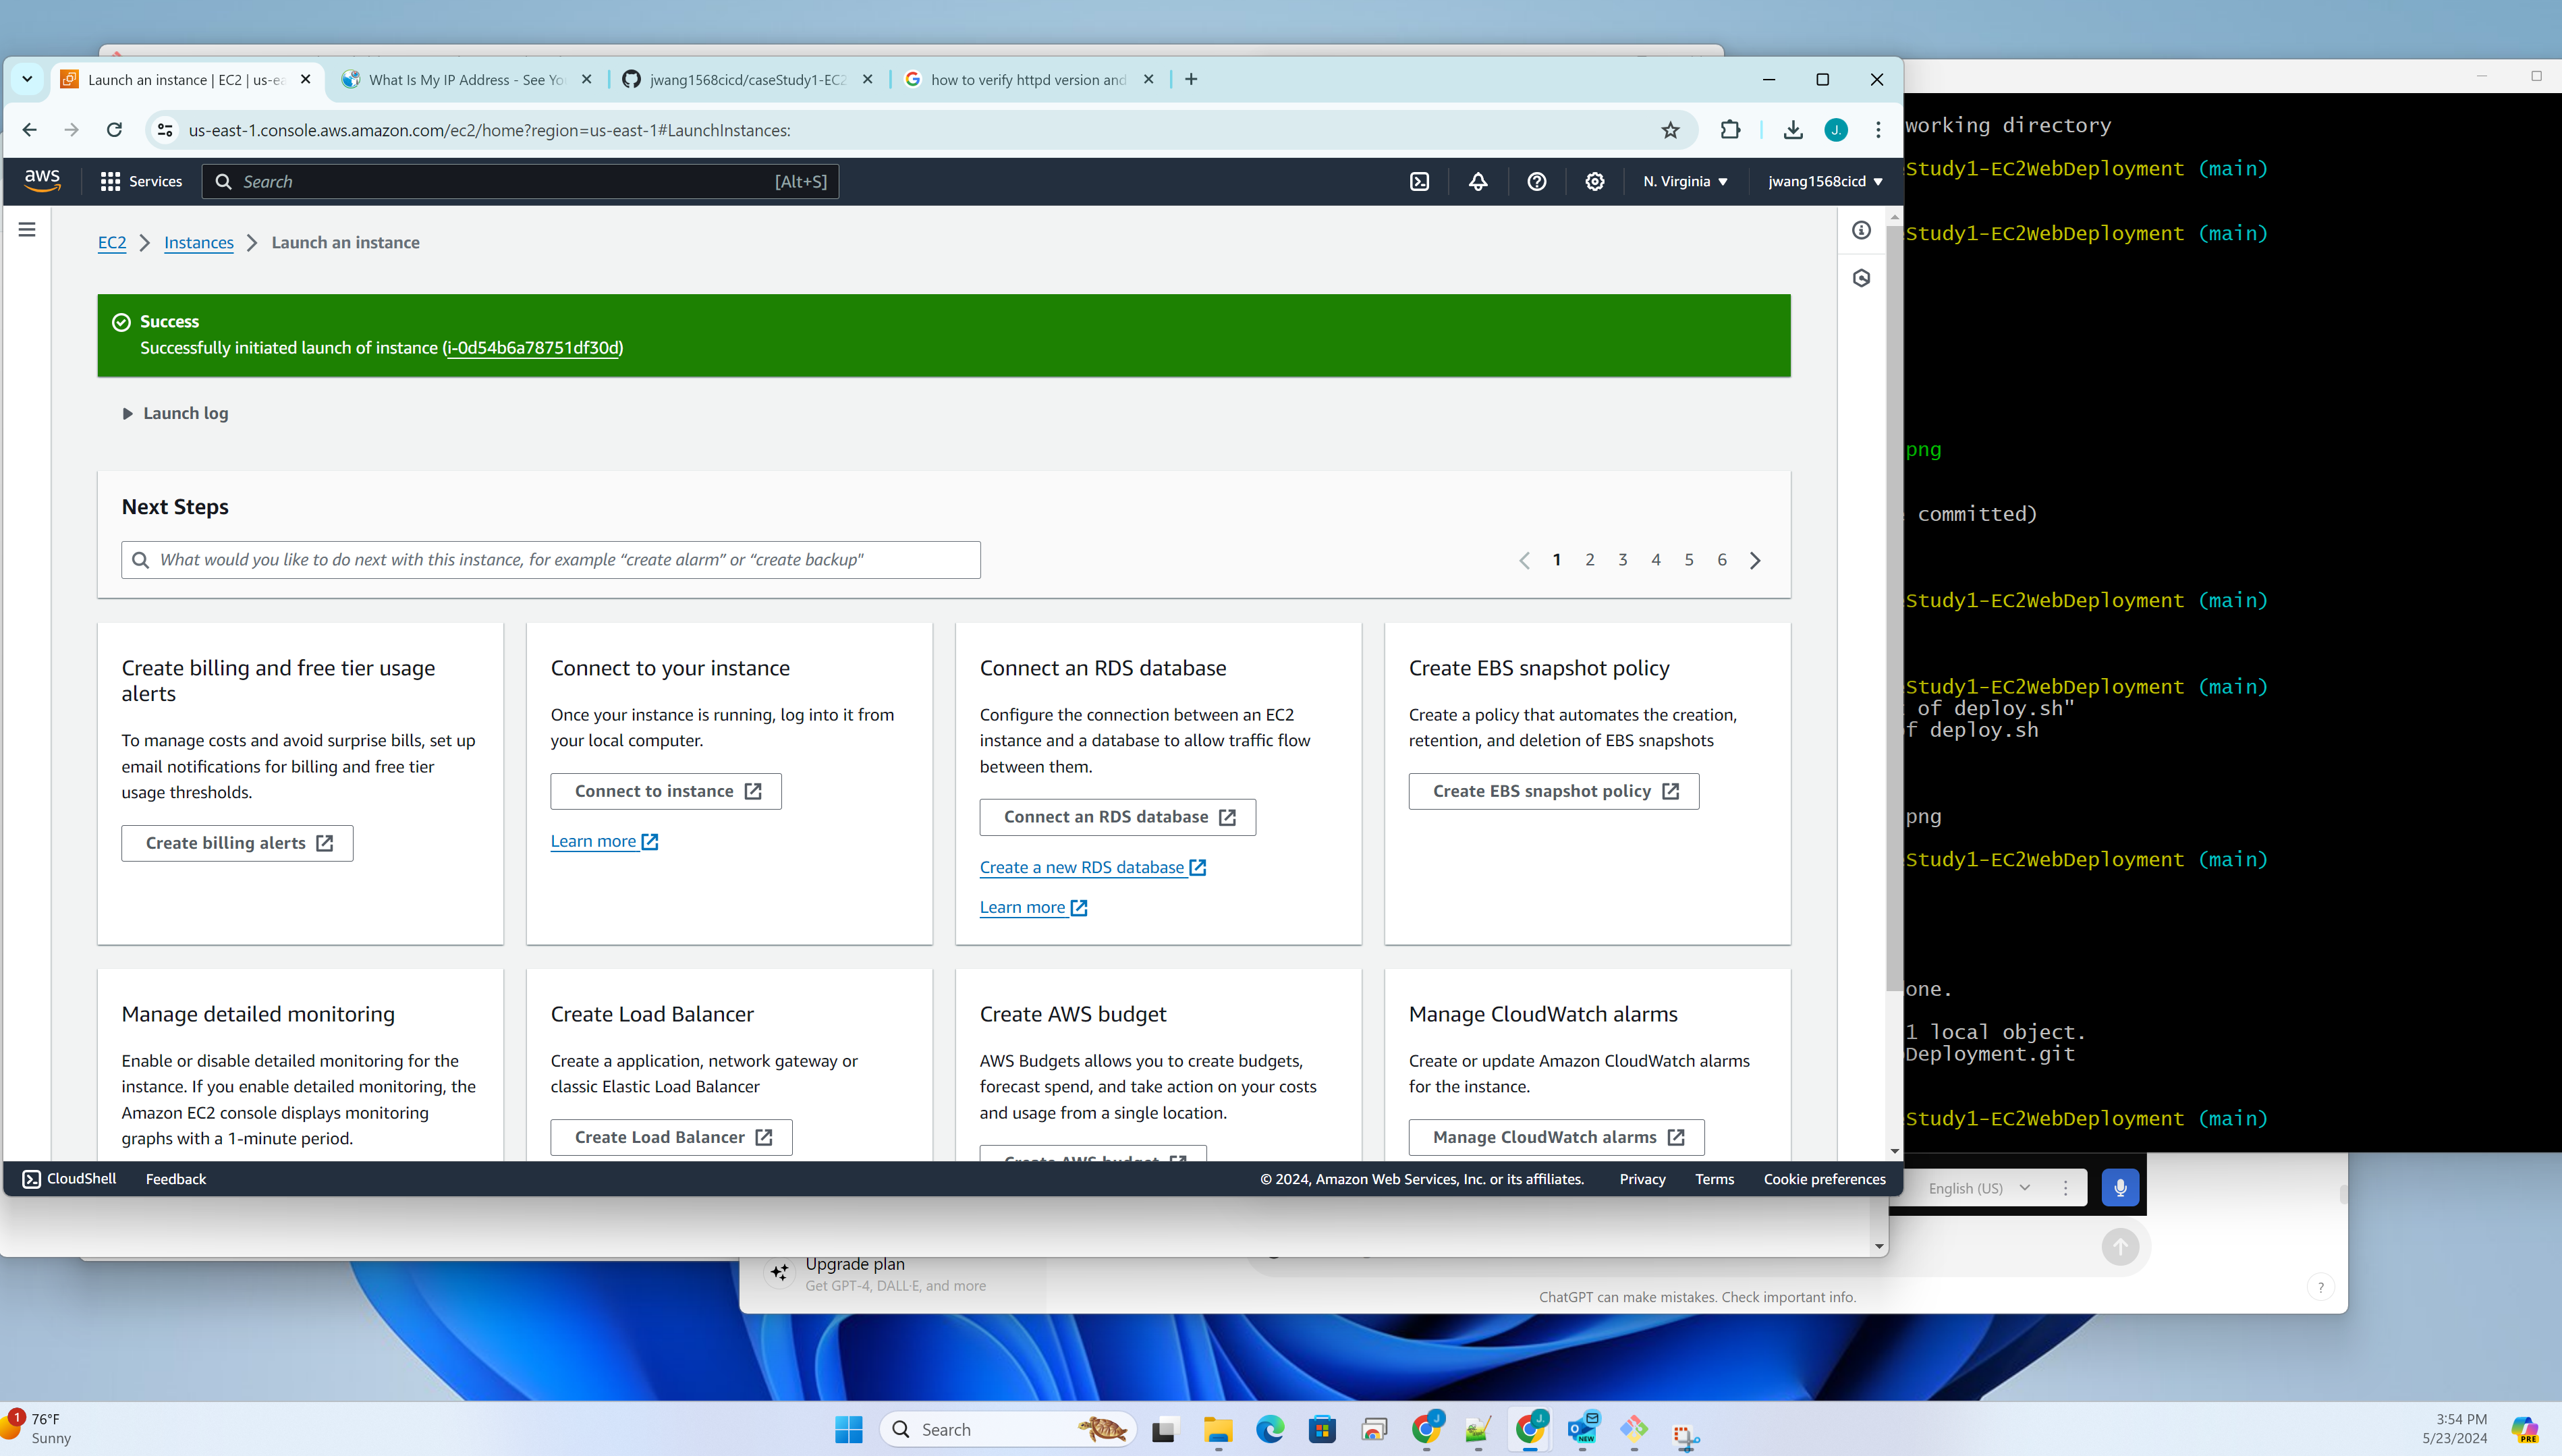 Launch an instance | EC2 | us-ea
What Is My IP Address - See Yo
jwang1568cicd/caseStudy1-EC2
how to verify httpd version and
us-east-1.console.aws.amazon.com/ec2/home?region=us-east-1#LaunchInstances:
J.
aws
Services
Search
[Alt+S]
N. Virginia
jwang1568cicd
EC2
Instances
Launch an instance
Success
Successfully initiated launch of instance (i-0d54b6a78751df30d)
Launch log
Next Steps
What would you like to do next with this instance, for example “create alarm” or “create backup"
1 2 3 4 5 6
Create billing and free tier usage
alerts
To manage costs and avoid surprise bills, set up
email notifications for billing and free tier
usage thresholds.
Create billing alerts
Connect to your instance
Once your instance is running, log into it from
your local computer.
Connect to instance
Learn more
Connect an RDS database
Configure the connection between an EC2
instance and a database to allow traffic flow
between them.
Connect an RDS database
Create a new RDS database
Learn more
Create EBS snapshot policy
Create a policy that automates the creation,
retention, and deletion of EBS snapshots
Create EBS snapshot policy
Manage detailed monitoring
Enable or disable detailed monitoring for the
instance. If you enable detailed monitoring, the
Amazon EC2 console displays monitoring
graphs with a 1-minute period.
Create Load Balancer
Create a application, network gateway or
classic Elastic Load Balancer
Create Load Balancer
Create AWS budget
AWS Budgets allows you to create budgets,
forecast spend, and take action on your costs
and usage from a single location.
Create AWS budget
Manage CloudWatch alarms
Create or update Amazon CloudWatch alarms
for the instance.
Manage CloudWatch alarms
CloudShell
Feedback
© 2024, Amazon Web Services, Inc. or its affiliates.
Privacy
Terms
Cookie preferences
working directory
Study1-EC2WebDeployment (main)
Study1-EC2WebDeployment (main)
png
committed)
Study1-EC2WebDeployment (main)
Study1-EC2WebDeployment (main)
of deploy.sh"
f deploy.sh
png
Study1-EC2WebDeployment (main)
one.
1 local object.
Deployment.git
Study1-EC2WebDeployment (main)
English (US)
Upgrade plan
Get GPT-4, DALL·E, and more
ChatGPT can make mistakes. Check important info.
?
1
76°F
Sunny
Search
J
J.
NEW
3:54 PM
5/23/2024
PRE